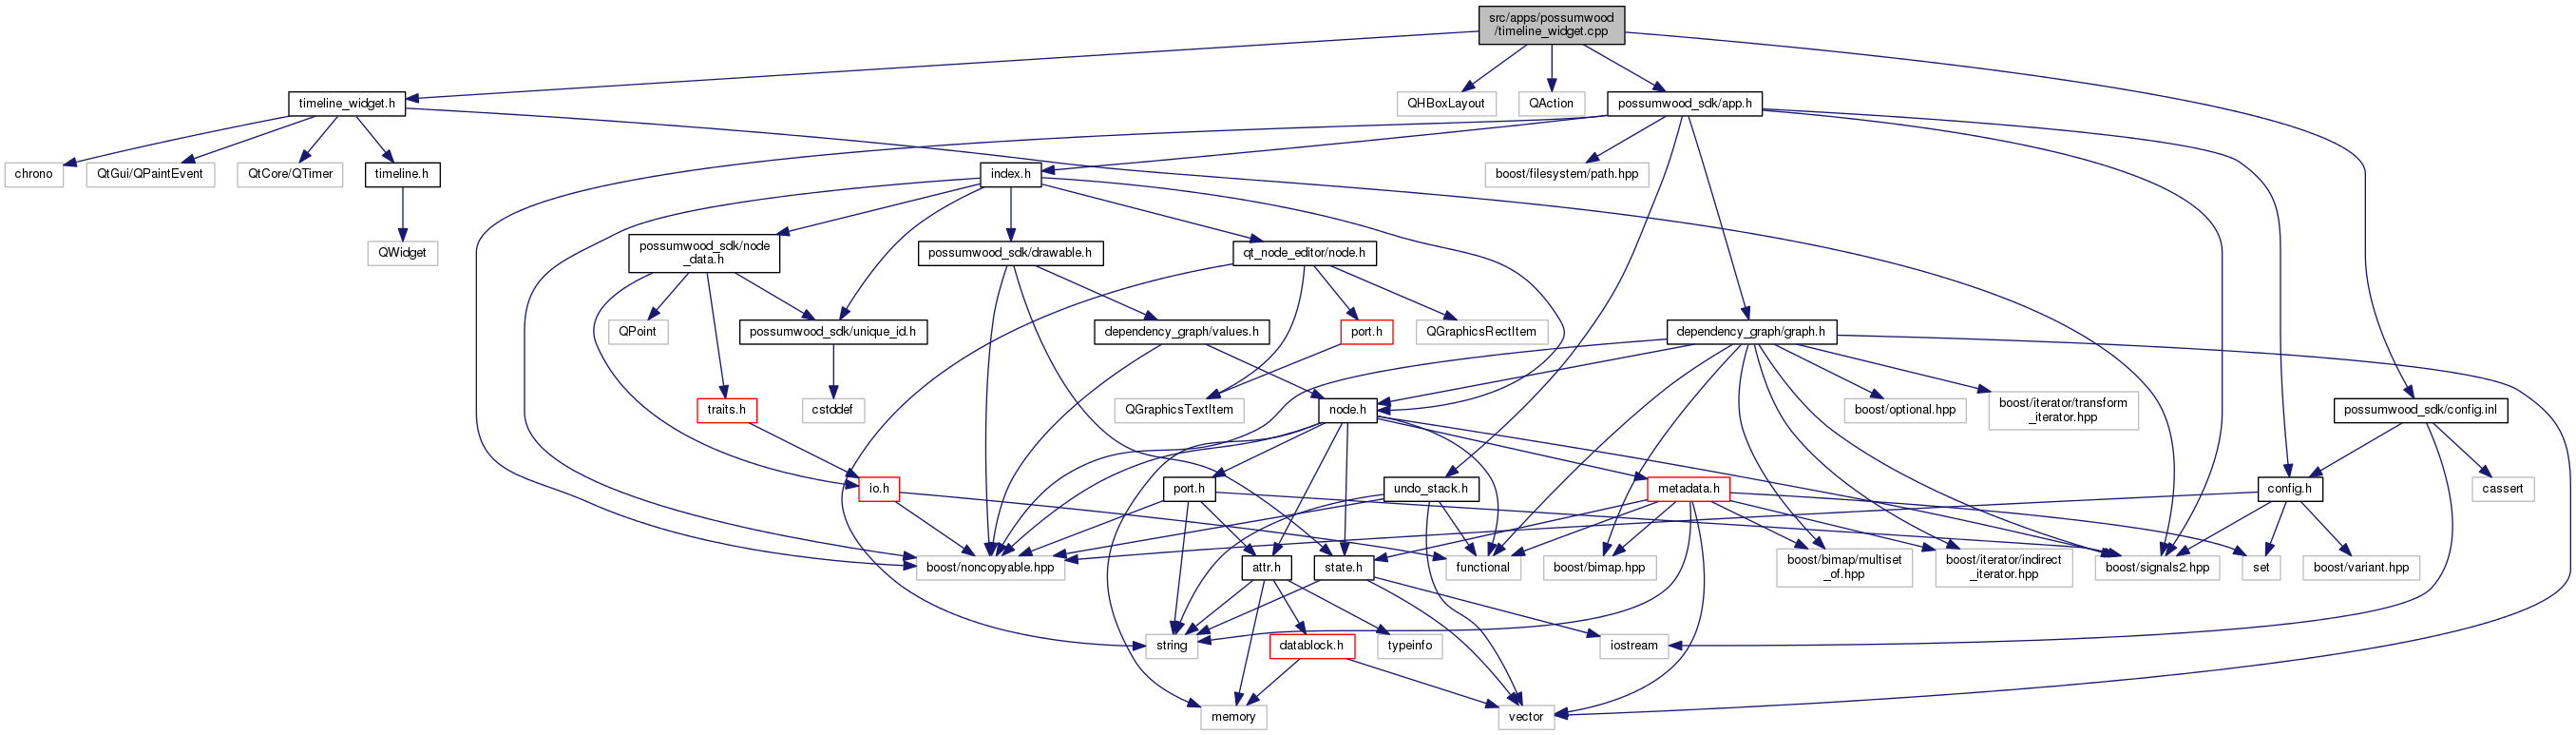 src/apps/possumwood
/timeline_widget.cpp
timeline_widget.h
QHBoxLayout
QAction
possumwood_sdk/app.h
chrono
QtGui/QPaintEvent
QtCore/QTimer
timeline.h
index.h
boost/filesystem/path.hpp
QWidget
possumwood_sdk/node
_data.h
possumwood_sdk/drawable.h
qt_node_editor/node.h
QPoint
possumwood_sdk/unique_id.h
dependency_graph/values.h
port.h
QGraphicsRectItem
dependency_graph/graph.h
traits.h
cstddef
QGraphicsTextItem
node.h
boost/optional.hpp
boost/iterator/transform
_iterator.hpp
possumwood_sdk/config.inl
io.h
port.h
undo_stack.h
metadata.h
config.h
cassert
boost/noncopyable.hpp
attr.h
state.h
functional
boost/bimap.hpp
boost/bimap/multiset
_of.hpp
boost/iterator/indirect
_iterator.hpp
boost/signals2.hpp
set
boost/variant.hpp
string
datablock.h
typeinfo
iostream
memory
vector